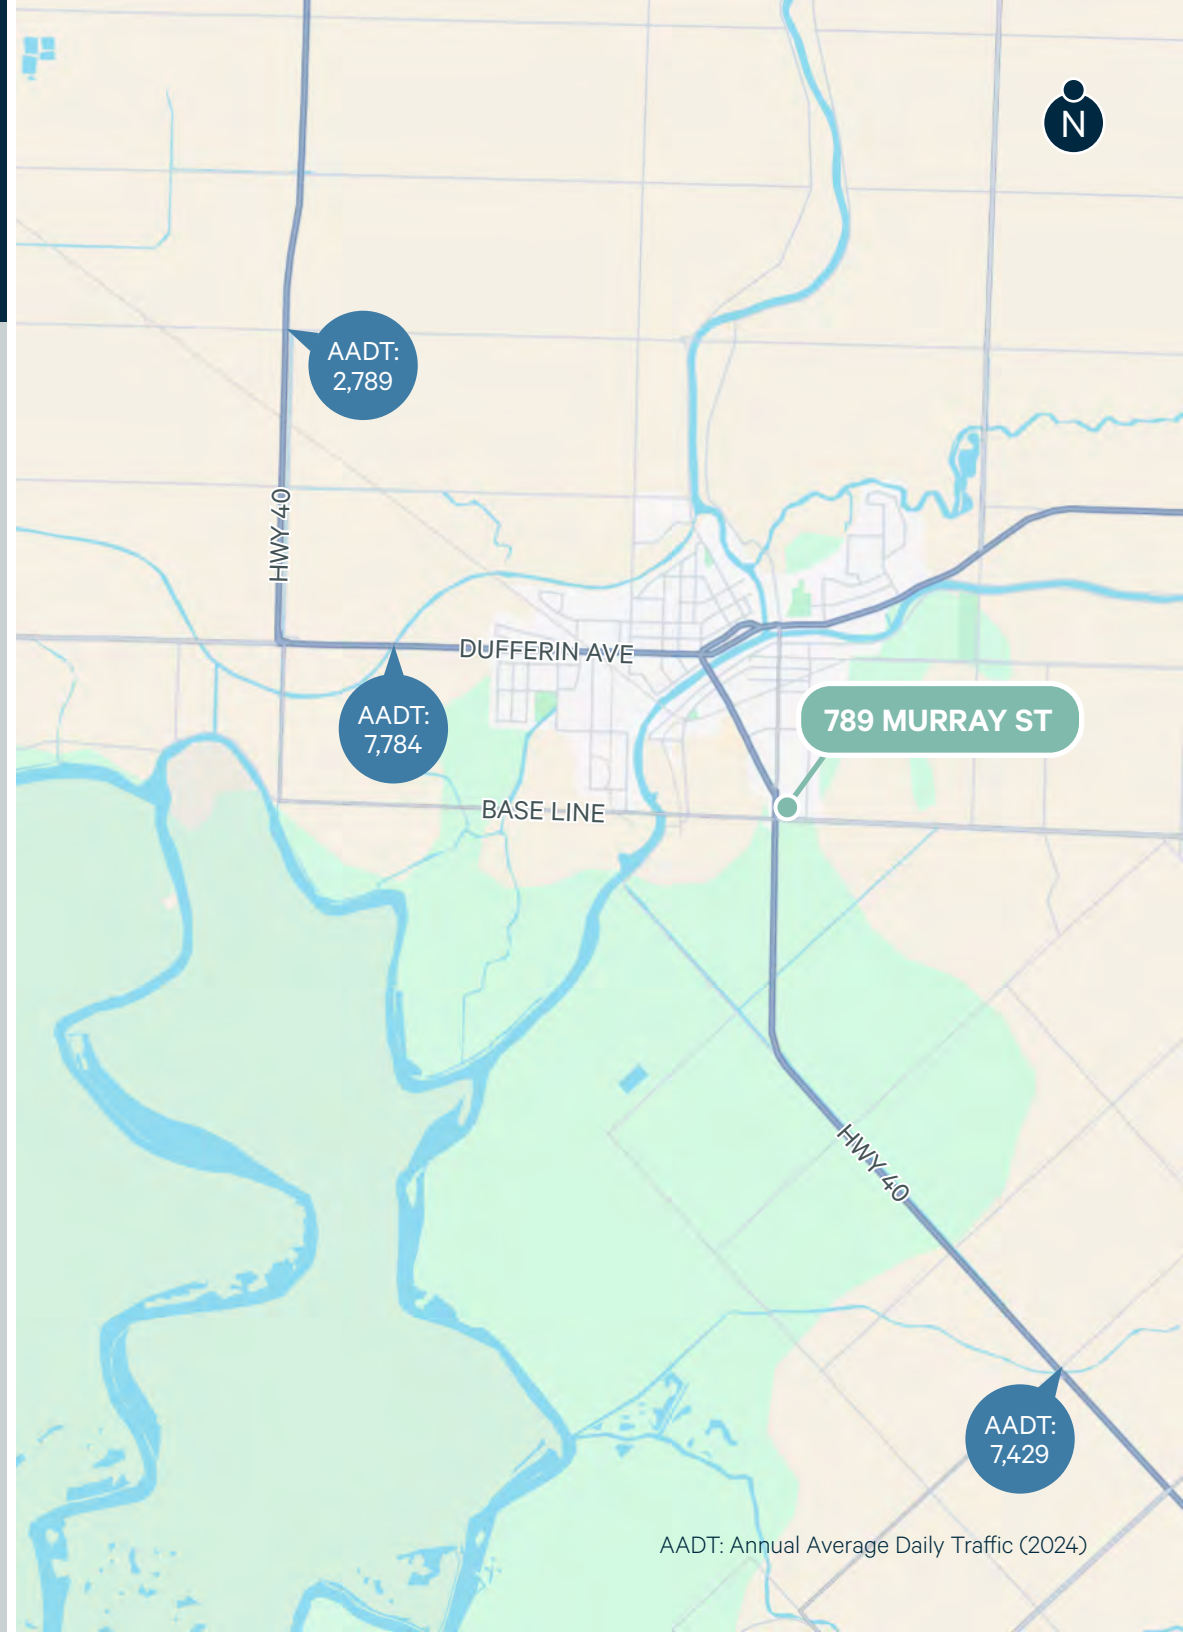 N
AADT:
2,789
HWY 40
DUFFERIN AVE
AADT:
7,784
789 MURRAY ST
BASE LINE
HWY 40
AADT:
7,429
AADT: Annual Average Daily Traffic (2024)